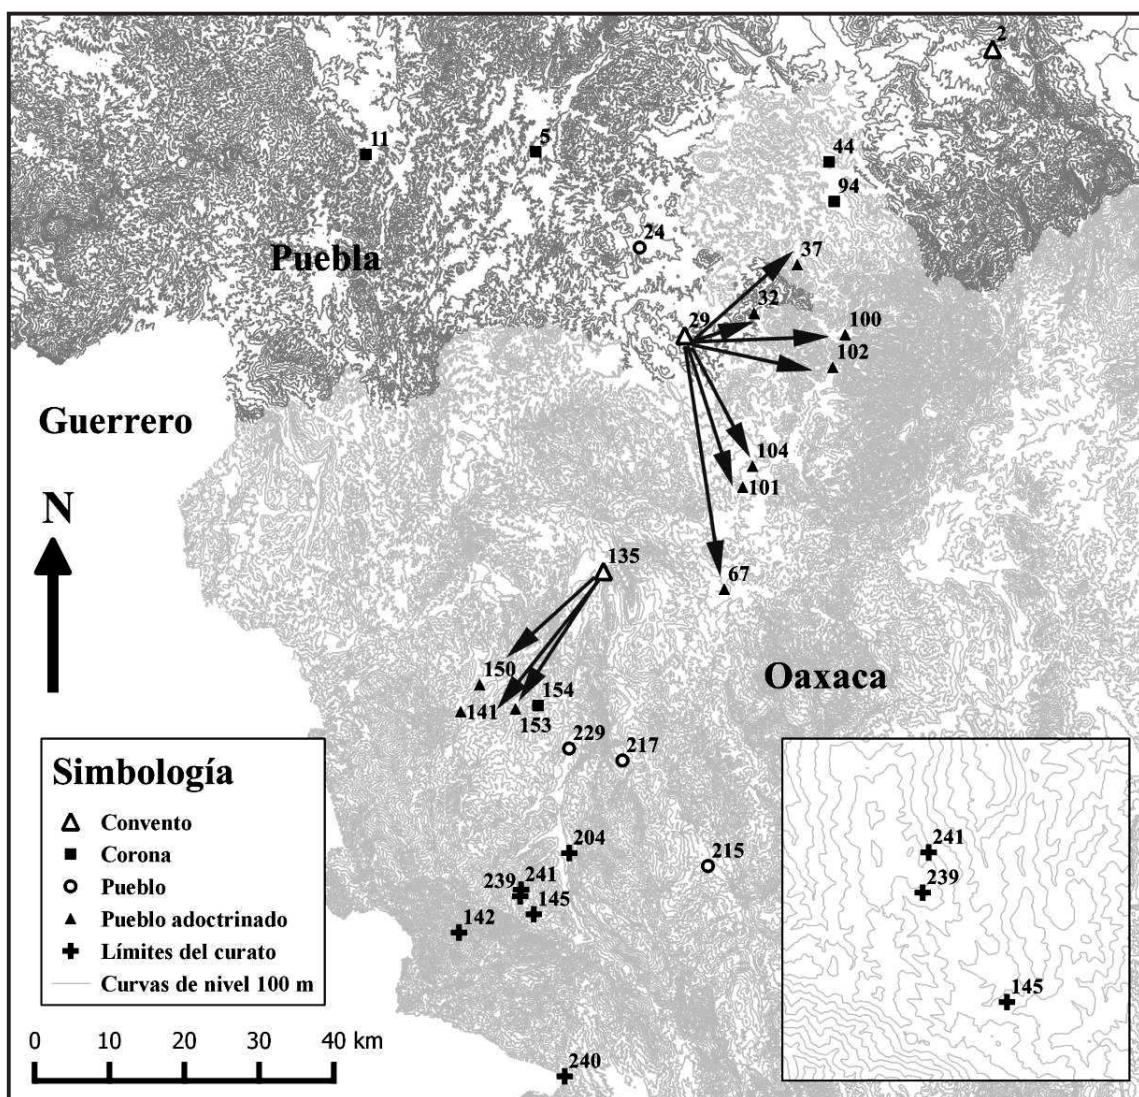 2
11
5
44
94
24
Puebla
37
32
29
100
102
Guerrero
104
101
N
135
67
150
154
Oaxaca
141
153
229
217
Simbología
Convento
Corona
Pueblo
Pueblo adoctrinado
Límites del curato
Curvas de nivel 100 m
204
215
241
239
145
142
241
239
145
0 10 20 30 40 km
240